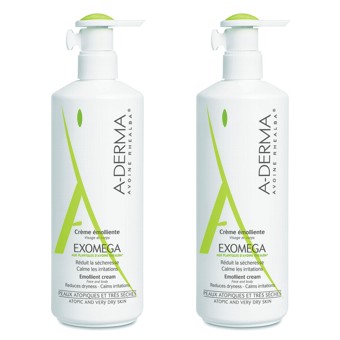 A-DERMA
AVOINE RHÉALBA®
Crème émolliente
Visage et corps
EXOMEGA
Réduit la sécheresse
Calme les irritations
Emollient cream
Face and body
Reduces dryness - Calms irritations
PEAUX ATOPIQUES ET TRÈS SÈCHES
ATOPIC AND VERY DRY SKIN
A-DERMA
AVOINE RHÉALBA®
Crème émolliente
Visage et corps
EXOMEGA
Réduit la sécheresse
Calme les irritations
Emollient cream
Face and body
Reduces dryness - Calms irritations
PEAUX ATOPIQUES ET TRÈS SÈCHES
ATOPIC AND VERY DRY SKIN